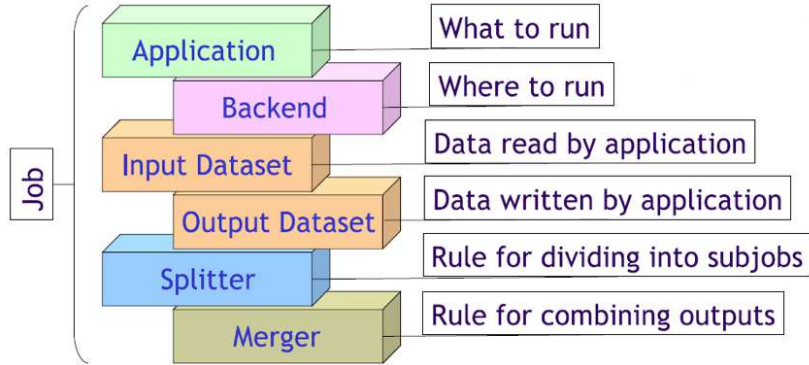 Application
What to run
Backend
Where to run
Job
Input Dataset
Data read by application
Output Dataset
Data written by application
Splitter
Rule for dividing into subjobs
Merger
Rule for combining outputs